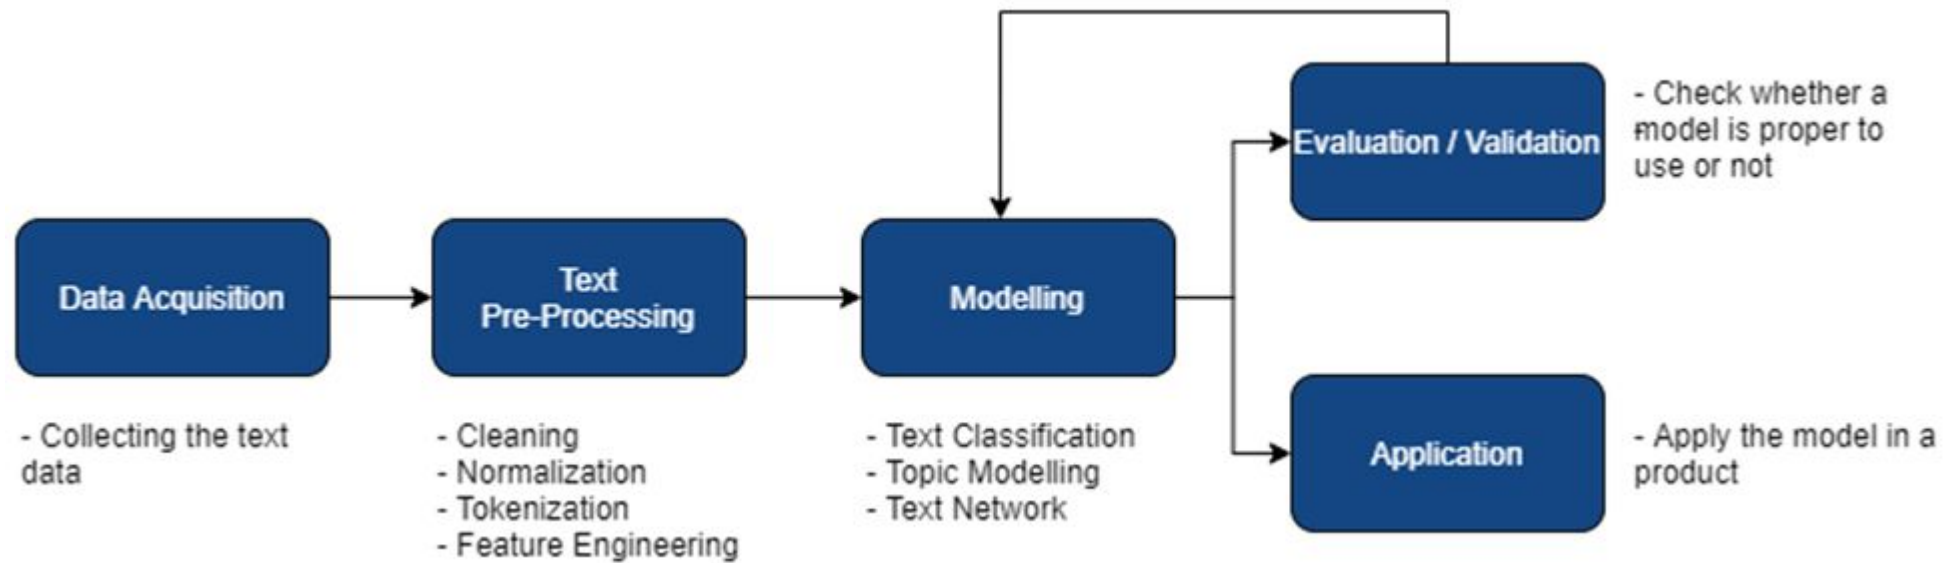 Data Acquisition
- Collecting the text
data
Text
Pre-Processing
- Cleaning
- Normalization
- Tokenization
- Feature Engineering
Modelling
- Text Classification
- Topic Modelling
- Text Network
Evaluation / Validation
- Check whether a
model is proper to
use or not
Application
- Apply the model in a
product